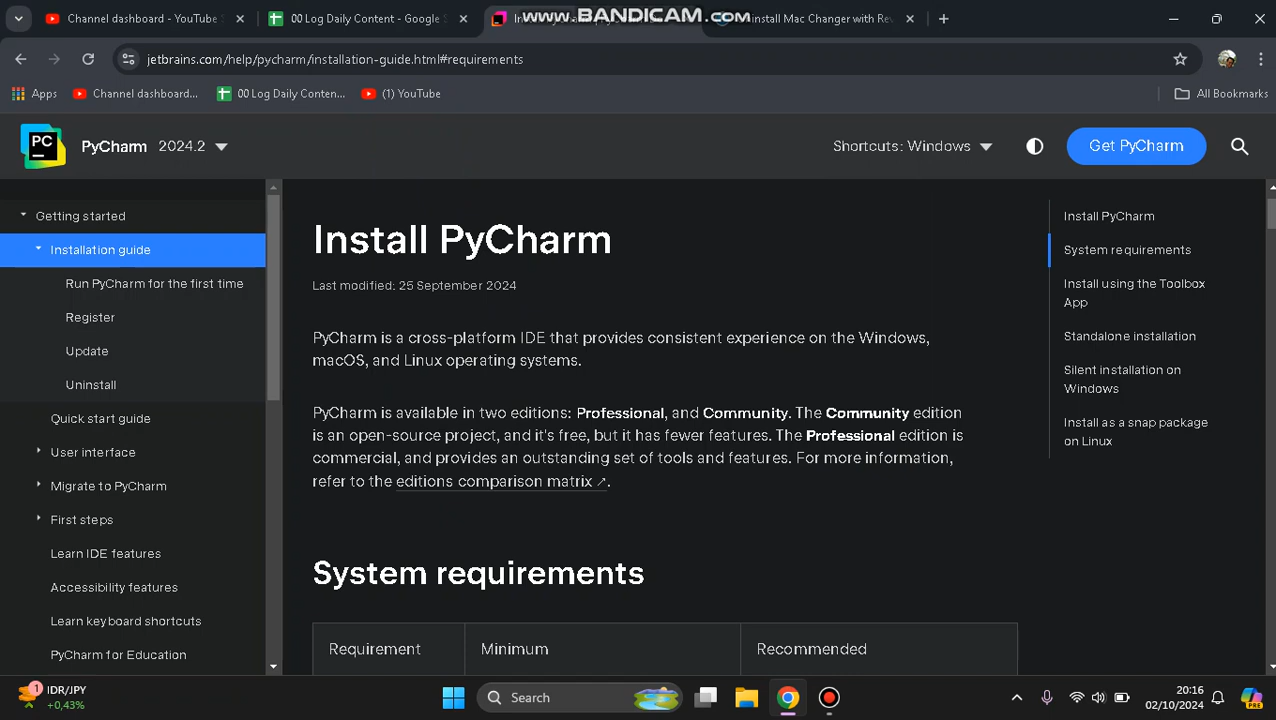 Channel dashboard - YouTube S
00 Log Daily Content - Google S
www.BANDICAM.com
install Mac Changer with Re
jetbrains.com/help/pycharm/installation-guide.html#requirements
Apps
Channel dashboard...
00 Log Daily Conten...
(1) YouTube
All Bookmarks
PC
PyCharm 2024.2
Shortcuts: Windows
Get PyCharm
Getting started
Installation guide
Run PyCharm for the first time
Register
Update
Uninstall
Quick start guide
User interface
Migrate to PyCharm
First steps
Learn IDE features
Accessibility features
Learn keyboard shortcuts
PyCharm for Education
Install PyCharm
Last modified: 25 September 2024
PyCharm is a cross-platform IDE that provides consistent experience on the Windows,
macOS, and Linux operating systems.
PyCharm is available in two editions: Professional, and Community. The Community edition
is an open-source project, and it's free, but it has fewer features. The Professional edition is
commercial, and provides an outstanding set of tools and features. For more information,
refer to the editions comparison matrix ↗.
System requirements
Requirement
Minimum
Recommended
Install PyCharm
System requirements
Install using the Toolbox
App
Standalone installation
Silent installation on
Windows
Install as a snap package
on Linux
1
IDR/JPY
+0,43%
Search
20:16
02/10/2024
PRE